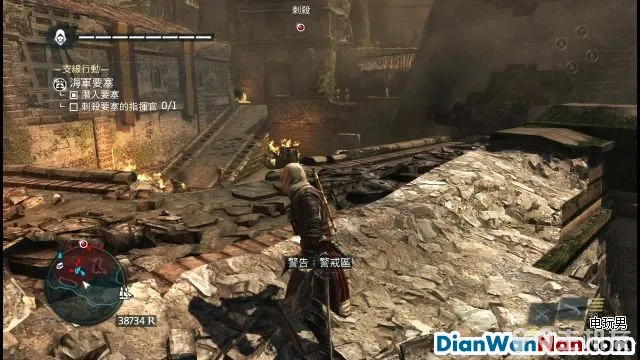 刺殺
支線行動
海軍要塞
潛入要塞
刺殺要塞的指揮官 0/1
警告：警戒區
38734 R
电玩男
DianWanNan.com